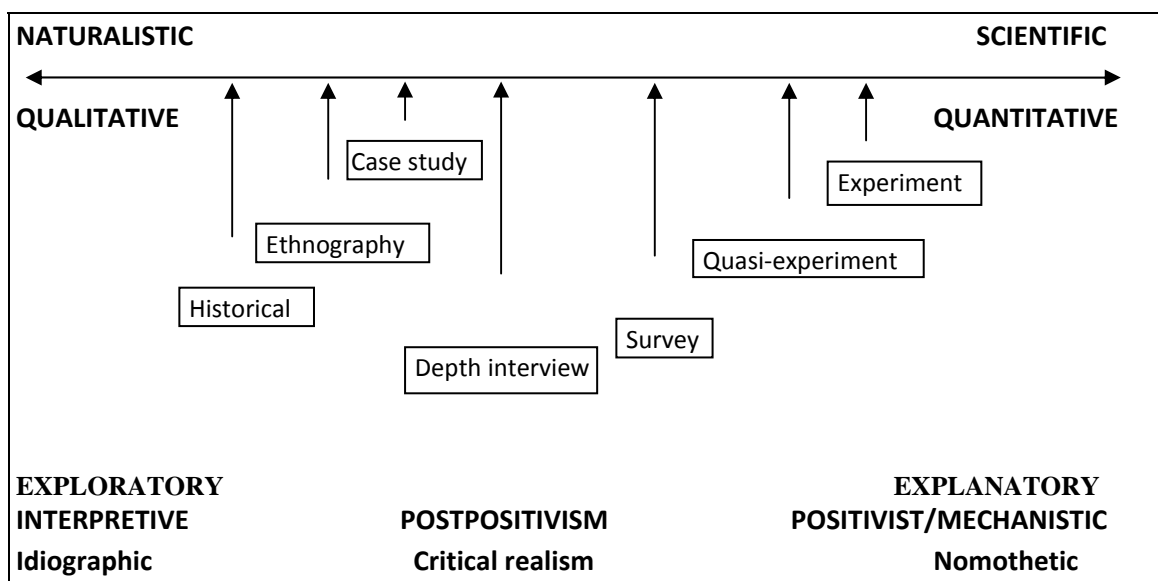 NATURALISTIC SCIENTIFIC
QUALITATIVE QUANTITATIVE
Case study
Experiment
Ethnography
Quasi-experiment
Historical
Survey
Depth interview
EXPLORATORY EXPLANATORY
INTERPRETIVE POSTPOSITIVISM POSITIVIST/MECHANISTIC
Idiographic Critical realism Nomothetic